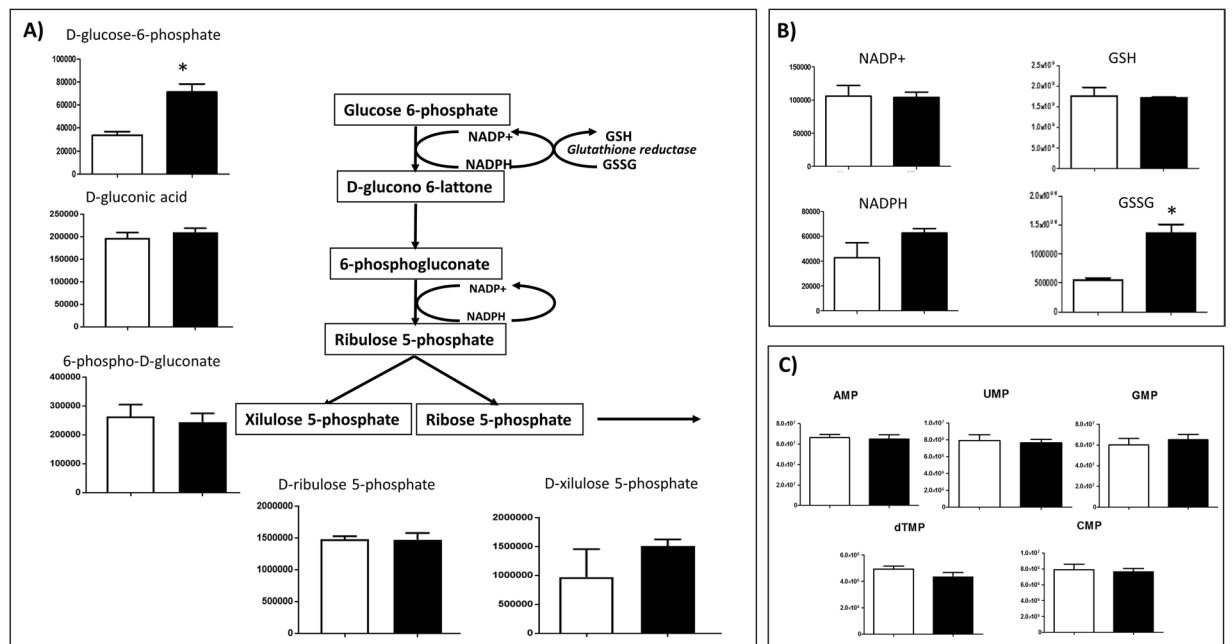 A)
D-glucose-6-phosphate
*
100000
80000
60000
40000
20000
0
D-gluconic acid
250000
200000
150000
100000
50000
0
6-phospho-D-gluconate
400000
300000
200000
100000
0
Glucose 6-phosphate
NADP+
GSH
Glutathione reductase
NADPH
GSSG
D-glucono 6-lattone
6-phosphogluconate
NADP+
NADPH
Ribulose 5-phosphate
Xilulose 5-phosphate
Ribose 5-phosphate
D-ribulose 5-phosphate
2000000
1500000
1000000
500000
0
D-xilulose 5-phosphate
2000000
1500000
1000000
500000
0
B)
NADP+
150000
100000
50000
0
GSH
NADPH
80000
60000
40000
20000
0
GSSG
*
1000000
500000
0
C)
AMP
UMP
GMP
dTMP
CMP